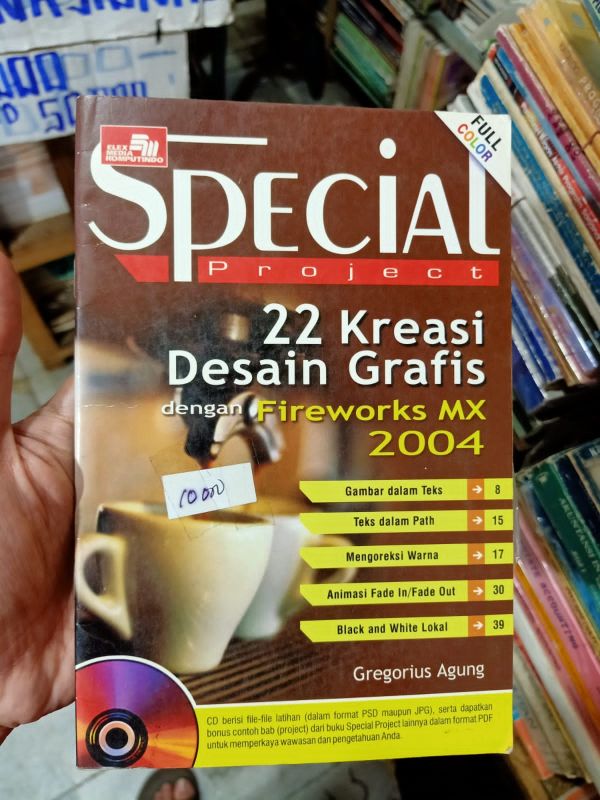 000
P 50.000
ELEX
MEDIA
KOMPUTINDO
FULL
COLOR
SPECIAL
Project
22 Kreasi
Desain Grafis
dengan Fireworks MX
2004
10 000
Gambar dalam Teks → 8
Teks dalam Path → 15
Mengoreksi Warna → 17
Animasi Fade In/Fade Out → 30
Black and White Lokal → 39
Gregorius Agung
CD berisi file-file latihan (dalam format PSD maupun JPG), serta dapatkan
bonus contoh bab (project) dari buku Special Project lainnya dalam format PDF
untuk memperkaya wawasan dan pengetahuan Anda.